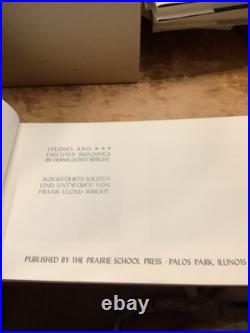 STUDIES AND ***
EXECUTED BUILDINGS
BY FRANK LLOYD WRIGHT
AUSGEFÜHRTE BAUTEN
UND ENTWÜRFE VON
FRANK LLOYD WRIGHT
PUBLISHED BY THE PRAIRIE SCHOOL PRESS · PALOS PARK, ILLINOIS